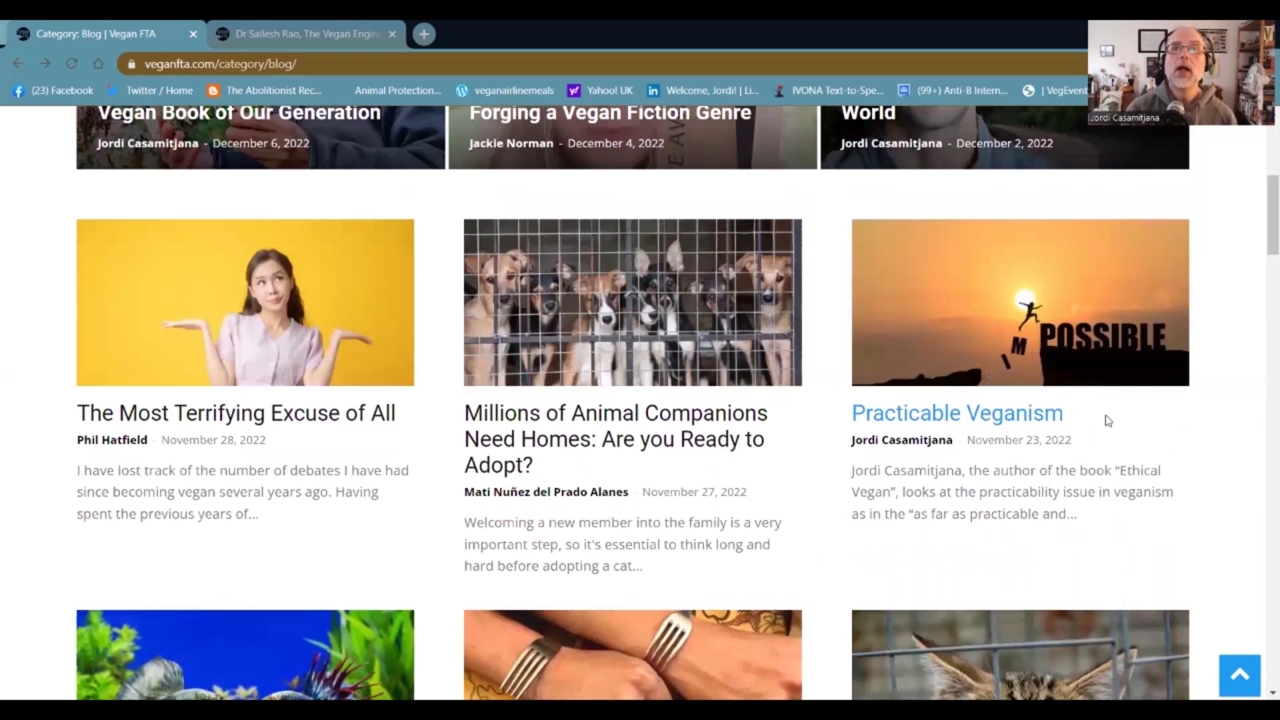 Category: Blog | Vegan FTA
Dr Sailesh Rao, The Vegan Engin
veganfta.com/category/blog/
(23) Facebook
Twitter / Home
The Abolitionist Rec...
Animal Protection...
veganairlinemeals
Yahoo! UK
Welcome, Jordi! | Li...
IVONA Text-to-Spe...
(99+) Anti-B Intern...
| VegEvent
Jordi Casamitjana
Vegan Book of Our Generation
Jordi Casamitjana - December 6, 2022
Forging a Vegan Fiction Genre
Jackie Norman - December 4, 2022
World
Jordi Casamitjana - December 2, 2022
IMPOSSIBLE
The Most Terrifying Excuse of All
Phil Hatfield - November 28, 2022
I have lost track of the number of debates I have had
since becoming vegan several years ago. Having
spent the previous years of...
Millions of Animal Companions
Need Homes: Are you Ready to
Adopt?
Mati Nuñez del Prado Alanes - November 27, 2022
Welcoming a new member into the family is a very
important step, so it's essential to think long and
hard before adopting a cat...
Practicable Veganism
Jordi Casamitjana - November 23, 2022
Jordi Casamitjana, the author of the book “Ethical
Vegan”, looks at the practicability issue in veganism
as in the “as far as practicable and...